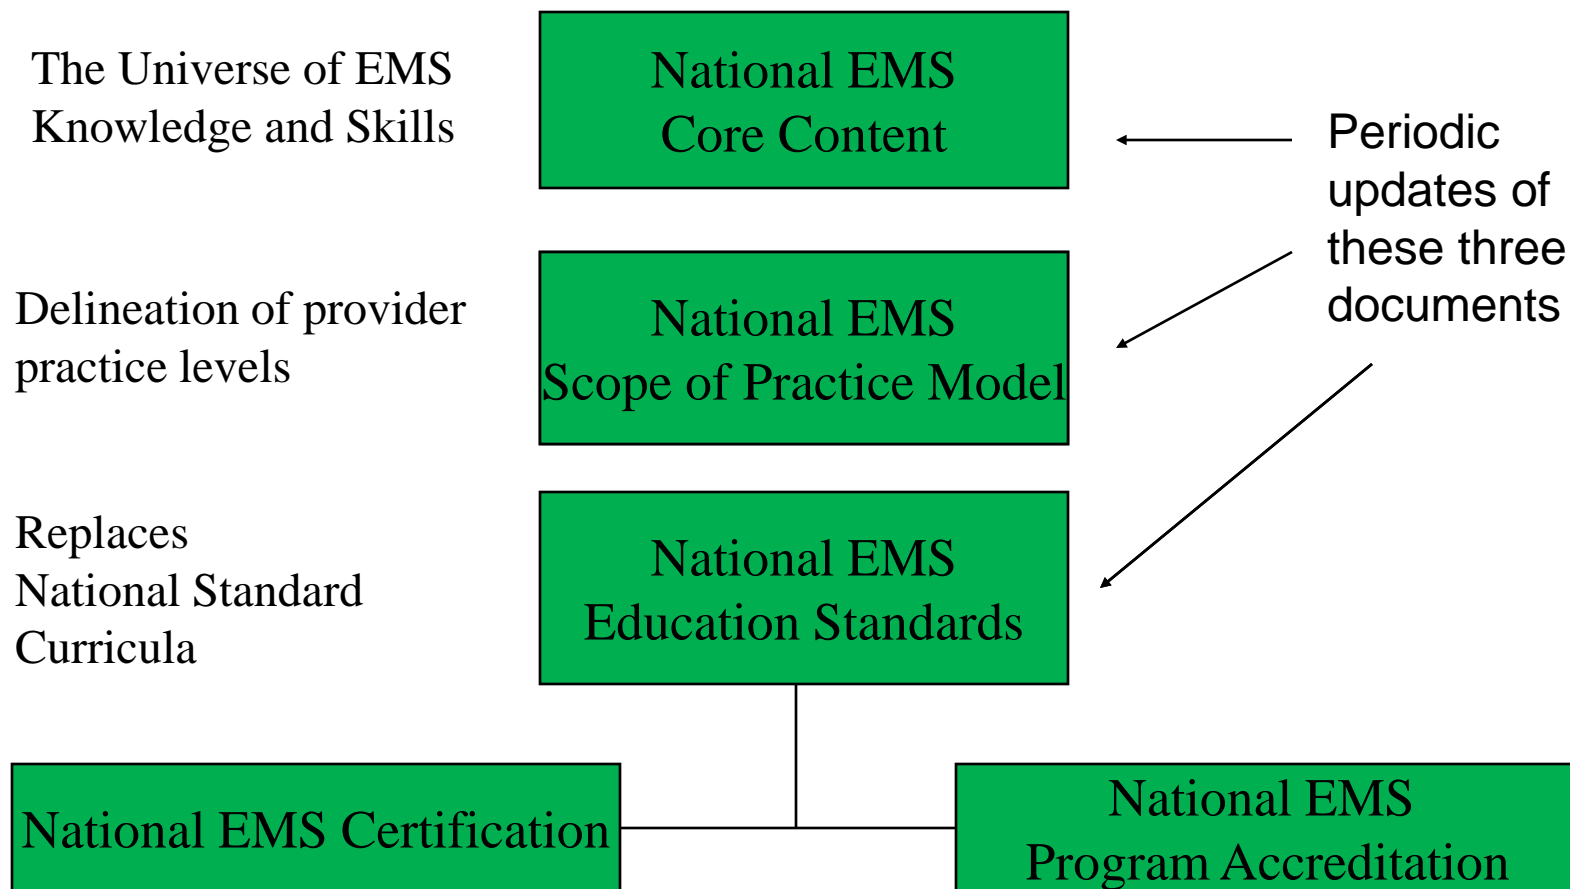 The Universe of EMS
Knowledge and Skills
National EMS
Core Content
Periodic
updates of
these three
documents
Delineation of provider
practice levels
National EMS
Scope of Practice Model
Replaces
National Standard
Curricula
National EMS
Education Standards
National EMS Certification
National EMS
Program Accreditation